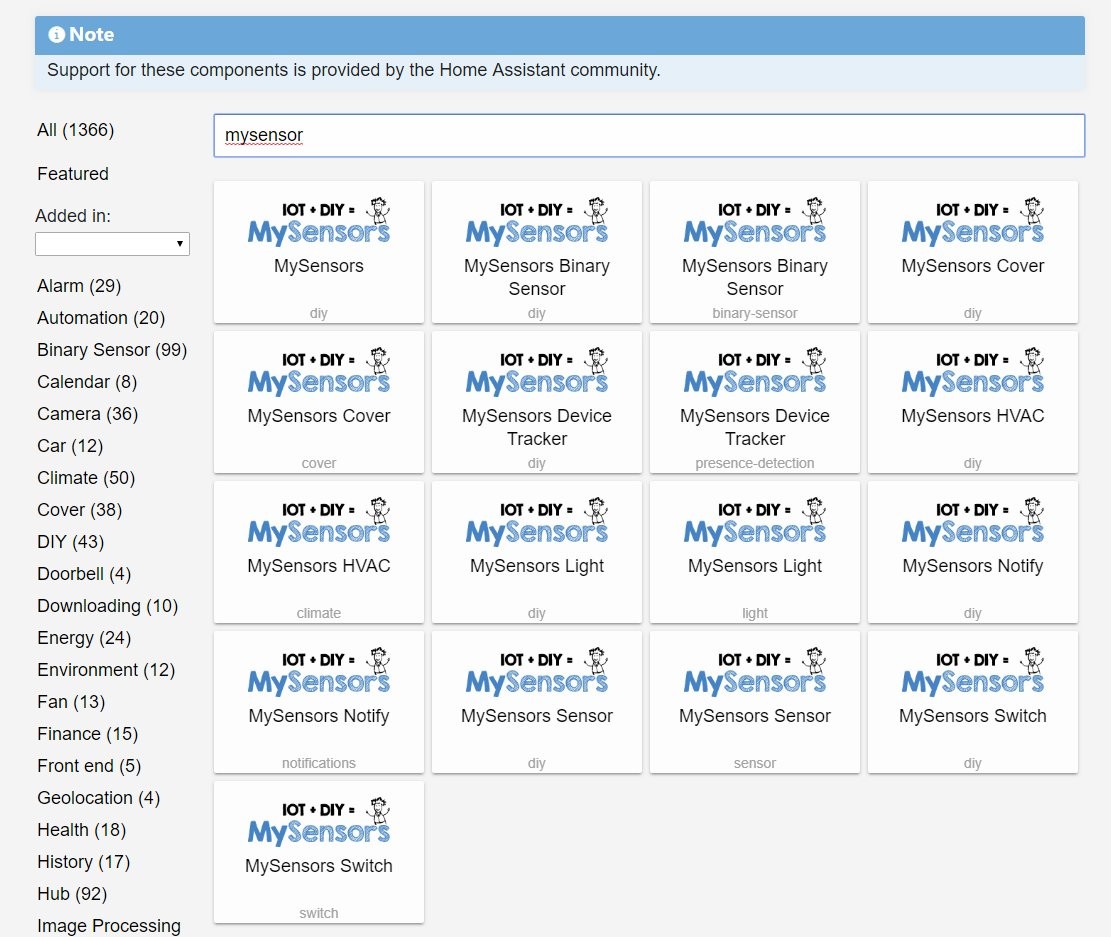 Note
Support for these components is provided by the Home Assistant community.
All (1366)
Featured
Added in:
Alarm (29)
Automation (20)
Binary Sensor (99)
Calendar (8)
Camera (36)
Car (12)
Climate (50)
Cover (38)
DIY (43)
Doorbell (4)
Downloading (10)
Energy (24)
Environment (12)
Fan (13)
Finance (15)
Front end (5)
Geolocation (4)
Health (18)
History (17)
Hub (92)
Image Processing
mysensor
IOT + DIY =
MySensors
MySensors
diy
IOT + DIY =
MySensors
MySensors Binary
Sensor
diy
IOT + DIY =
MySensors
MySensors Binary
Sensor
binary-sensor
IOT + DIY =
MySensors
MySensors Cover
diy
IOT + DIY =
MySensors
MySensors Cover
cover
IOT + DIY =
MySensors
MySensors Device
Tracker
diy
IOT + DIY =
MySensors
MySensors Device
Tracker
presence-detection
IOT + DIY =
MySensors
MySensors HVAC
diy
IOT + DIY =
MySensors
MySensors HVAC
climate
IOT + DIY =
MySensors
MySensors Light
diy
IOT + DIY =
MySensors
MySensors Light
light
IOT + DIY =
MySensors
MySensors Notify
diy
IOT + DIY =
MySensors
MySensors Notify
notifications
IOT + DIY =
MySensors
MySensors Sensor
diy
IOT + DIY =
MySensors
MySensors Sensor
sensor
IOT + DIY =
MySensors
MySensors Switch
diy
IOT + DIY =
MySensors
MySensors Switch
switch